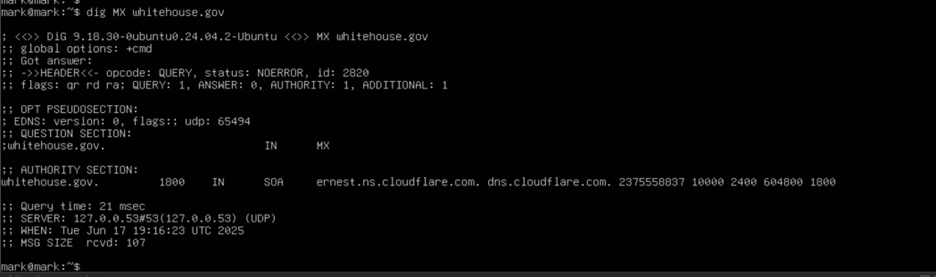 mark@mark:~$
mark@mark:~$ dig MX whitehouse.gov
; <<>> DiG 9.18.30-0ubuntu0.24.04.2-Ubuntu <<>> MX whitehouse.gov
;; global options: +cmd
;; Got answer:
;; ->>HEADER<<- opcode: QUERY, status: NOERROR, id: 2820
;; flags: qr rd ra; QUERY: 1, ANSWER: 0, AUTHORITY: 1, ADDITIONAL: 1
;; OPT PSEUDOSECTION:
; EDNS: version: 0, flags:; udp: 65494
;; QUESTION SECTION:
;whitehouse.gov. IN MX
;; AUTHORITY SECTION:
whitehouse.gov. 1800 IN SOA ernest.ns.cloudflare.com. dns.cloudflare.com. 2375558837 10000 2400 604800 1800
;; Query time: 21 msec
;; SERVER: 127.0.0.53#53(127.0.0.53) (UDP)
;; WHEN: Tue Jun 17 19:16:23 UTC 2025
;; MSG SIZE rcvd: 107
mark@mark:~$